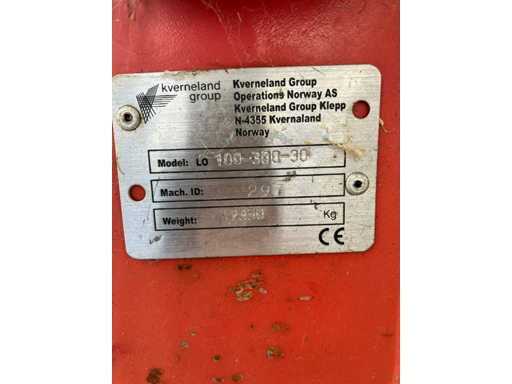 kverneland
group
Kverneland Group
Operations Norway AS
Kverneland Group Klepp
N-4355 Kvernaland
Norway
Model: LO 100-300-30
Mach. ID: 297
Weight: Kg
CE